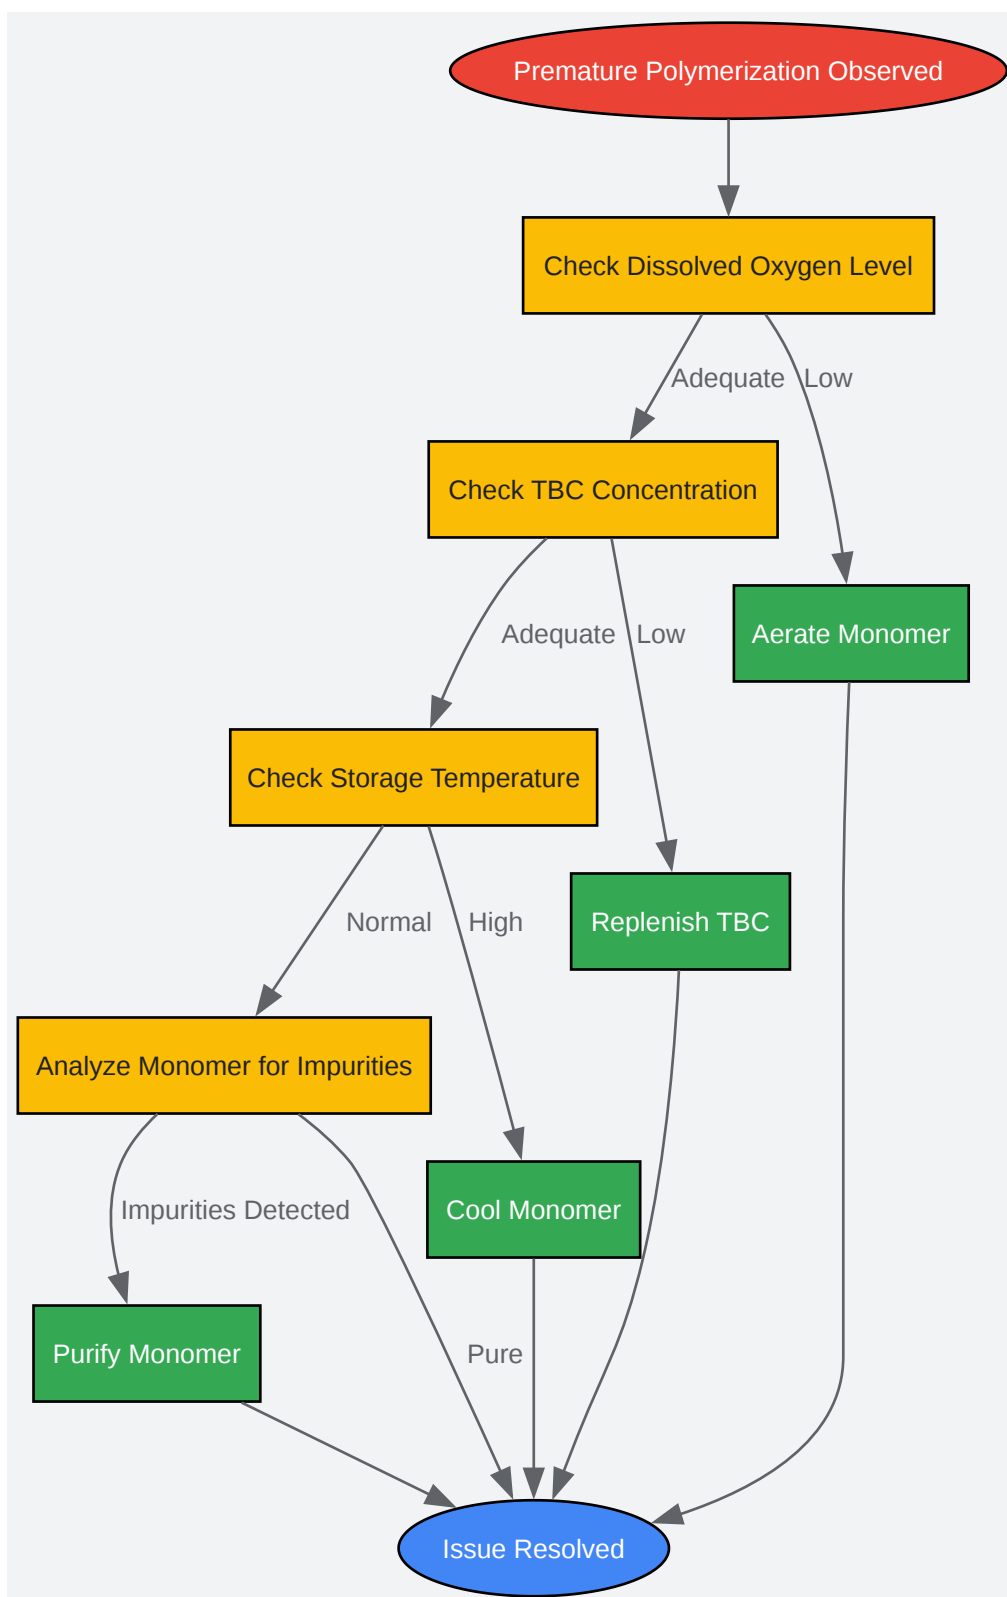 Premature Polymerization Observed
Check Dissolved Oxygen Level
Adequate
Low
Check TBC Concentration
Adequate
Low
Aerate Monomer
Check Storage Temperature
Normal
High
Replenish TBC
Analyze Monomer for Impurities
Impurities Detected
Cool Monomer
Purify Monomer
Pure
Issue Resolved